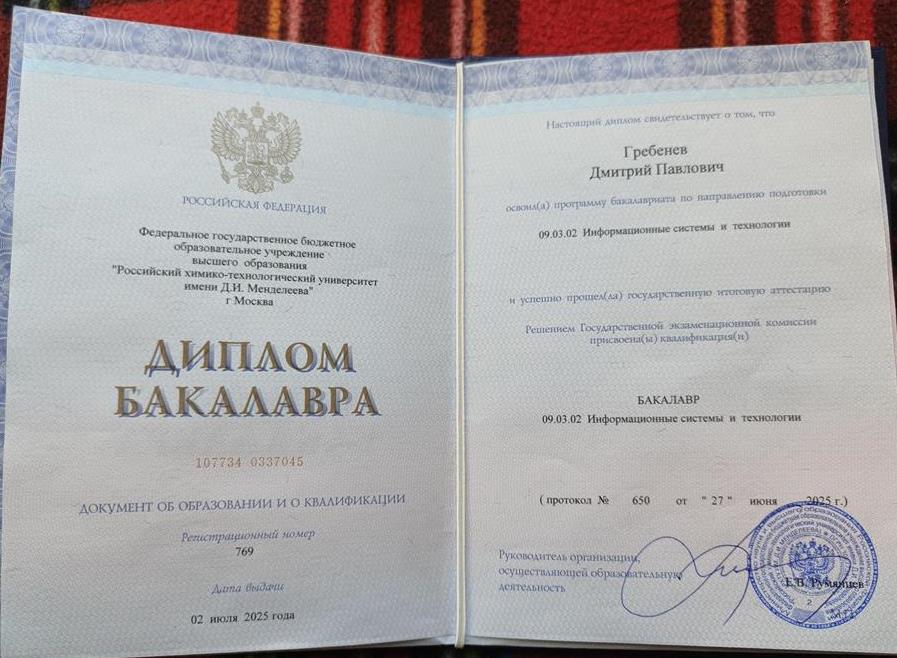 РОССИЙСКАЯ ФЕДЕРАЦИЯ
Федеральное государственное бюджетное
образовательное учреждение
высшего образования
"Российский химико-технологический университет
имени Д.И. Менделеева"
г Москва
ДИПЛОМ
БАКАЛАВРА
107734 0337045
ДОКУМЕНТ ОБ ОБРАЗОВАНИИ И О КВАЛИФИКАЦИИ
Регистрационный номер
769
Дата выдачи
02 июля 2025 года
Настоящий диплом свидетельствует о том, что
Гребенев
Дмитрий Павлович
освоил(а) программу бакалавриата по направлению подготовки
09.03.02 Информационные системы и технологии
и успешно прошел(ла) государственную итоговую аттестацию
Решением Государственной экзаменационной комиссии
присвоена(ы) квалификация(и)
БАКАЛАВР
09.03.02 Информационные системы и технологии
( протокол № 650 от " 27 " июня 2025 г.)
Руководитель организации,
осуществляющей образовательную
деятельность
Е.В. Румянцев
2